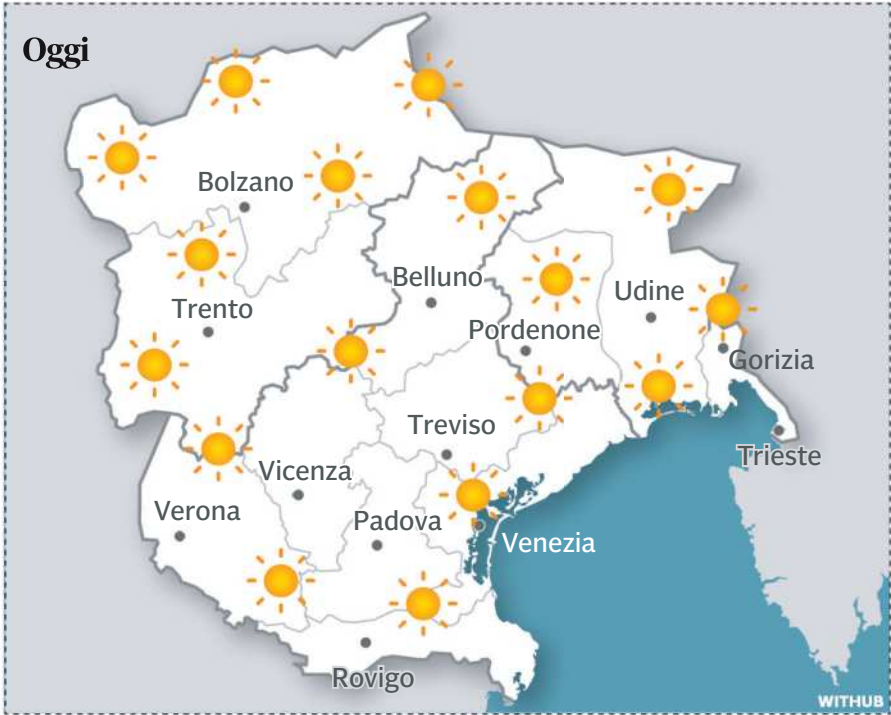 Oggi
Bolzano
Belluno
Udine
Trento
Pordenone
Gorizia
Treviso
Trieste
Vicenza
Verona
Padova
Venezia
Rovigo
WITHUB